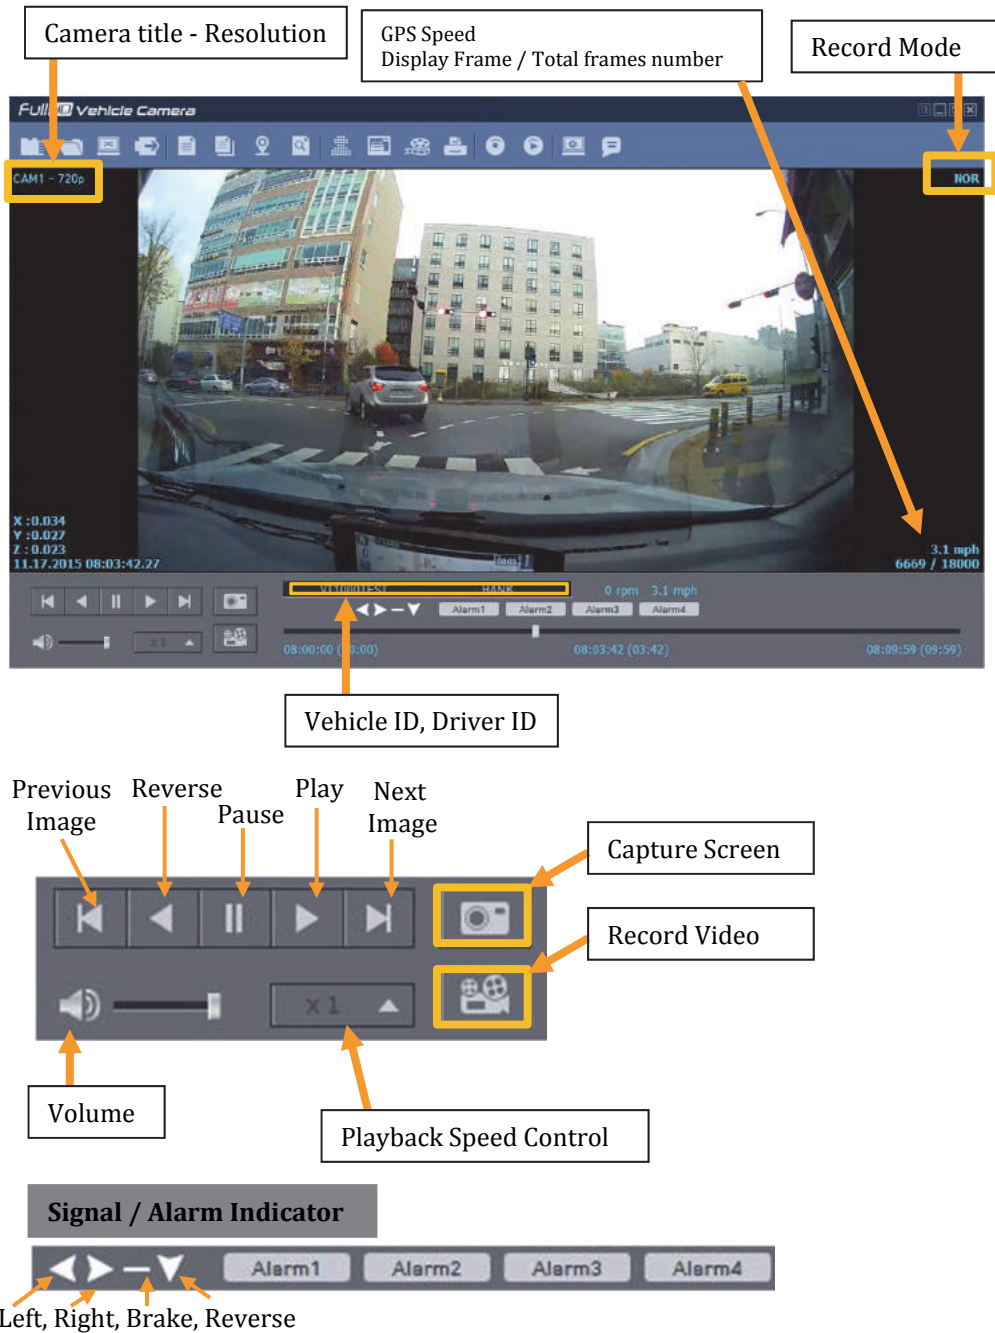 Camera title - Resolution
GPS Speed
Display Frame / Total frames number
Record Mode
Full HD Vehicle Camera
CAM1 - 720p
NOR
X :0.034
Y :0.027
Z : 0.023
11.17.2015 08:03:42.27
3.1 mph
6669 / 18000
HANK
0 rpm 3.1 mph
Alarm1 Alarm2 Alarm3 Alarm4
x1
08:00:00 (00:00) 08:03:42 (03:42) 08:09:59 (09:59)
Vehicle ID, Driver ID
Previous Image
Reverse
Pause
Play
Next Image
Capture Screen
Record Video
x 1
Volume
Playback Speed Control
Signal / Alarm Indicator
Alarm1 Alarm2 Alarm3 Alarm4
Left, Right, Brake, Reverse